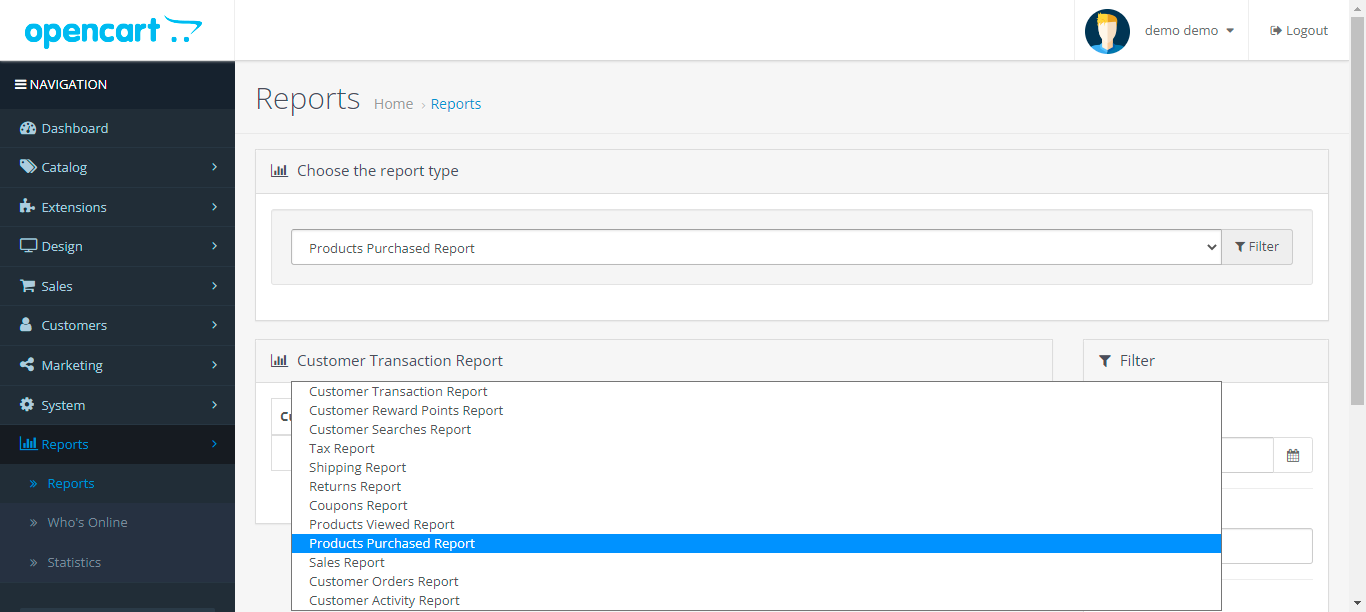 opencart
demo demo
Logout
NAVIGATION
Dashboard
Catalog
Extensions
Design
Sales
Customers
Marketing
System
Reports
» Reports
» Who's Online
» Statistics
Reports Home › Reports
Choose the report type
Products Purchased Report
Filter
Customer Transaction Report
Filter
Customer Transaction Report
Customer Reward Points Report
Customer Searches Report
Tax Report
Shipping Report
Returns Report
Coupons Report
Products Viewed Report
Products Purchased Report
Sales Report
Customer Orders Report
Customer Activity Report